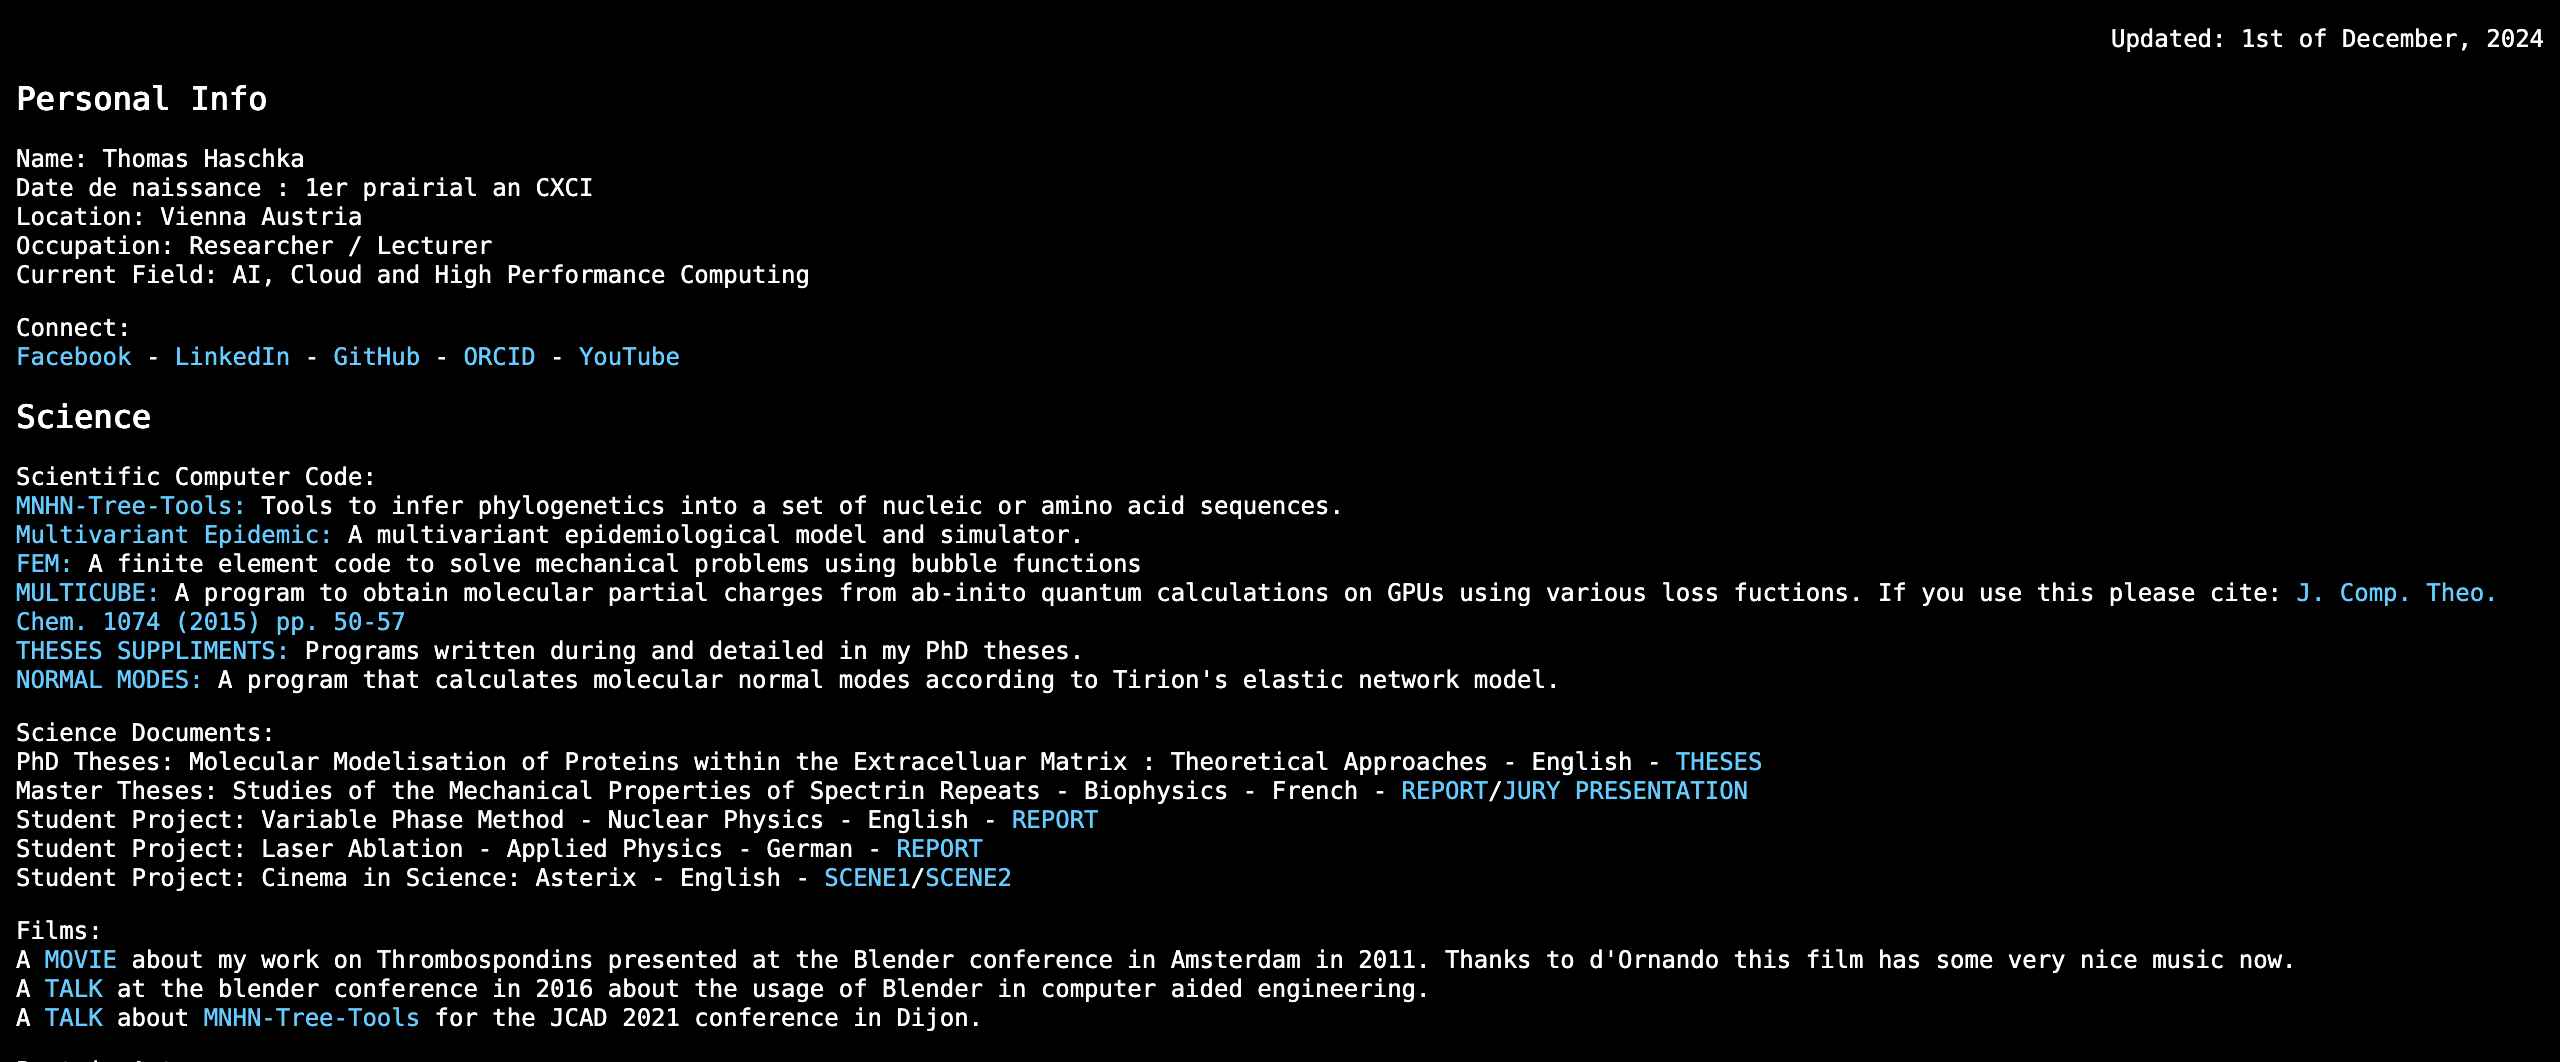 Updated: 1st of December, 2024
Personal Info
Name: Thomas Haschka
Date de naissance : 1er prairial an CXCI
Location: Vienna Austria
Occupation: Researcher / Lecturer
Current Field: AI, Cloud and High Performance Computing
Connect:
Facebook - LinkedIn - GitHub - ORCID - YouTube
Science
Scientific Computer Code:
MNHN-Tree-Tools: Tools to infer phylogenetics into a set of nucleic or amino acid sequences.
Multivariant Epidemic: A multivariant epidemiological model and simulator.
FEM: A finite element code to solve mechanical problems using bubble functions
MULTICUBE: A program to obtain molecular partial charges from ab-inito quantum calculations on GPUs using various loss fuctions. If you use this please cite: J. Comp. Theo.
Chem. 1074 (2015) pp. 50-57
THESES SUPPLIMENTS: Programs written during and detailed in my PhD theses.
NORMAL MODES: A program that calculates molecular normal modes according to Tirion's elastic network model.
Science Documents:
PhD Theses: Molecular Modelisation of Proteins within the Extracelluar Matrix : Theoretical Approaches - English - THESES
Master Theses: Studies of the Mechanical Properties of Spectrin Repeats - Biophysics - French - REPORT/JURY PRESENTATION
Student Project: Variable Phase Method - Nuclear Physics - English - REPORT
Student Project: Laser Ablation - Applied Physics - German - REPORT
Student Project: Cinema in Science: Asterix - English - SCENE1/SCENE2
Films:
A MOVIE about my work on Thrombospondins presented at the Blender conference in Amsterdam in 2011. Thanks to d'Ornando this film has some very nice music now.
A TALK at the blender conference in 2016 about the usage of Blender in computer aided engineering.
A TALK about MNHN-Tree-Tools for the JCAD 2021 conference in Dijon.